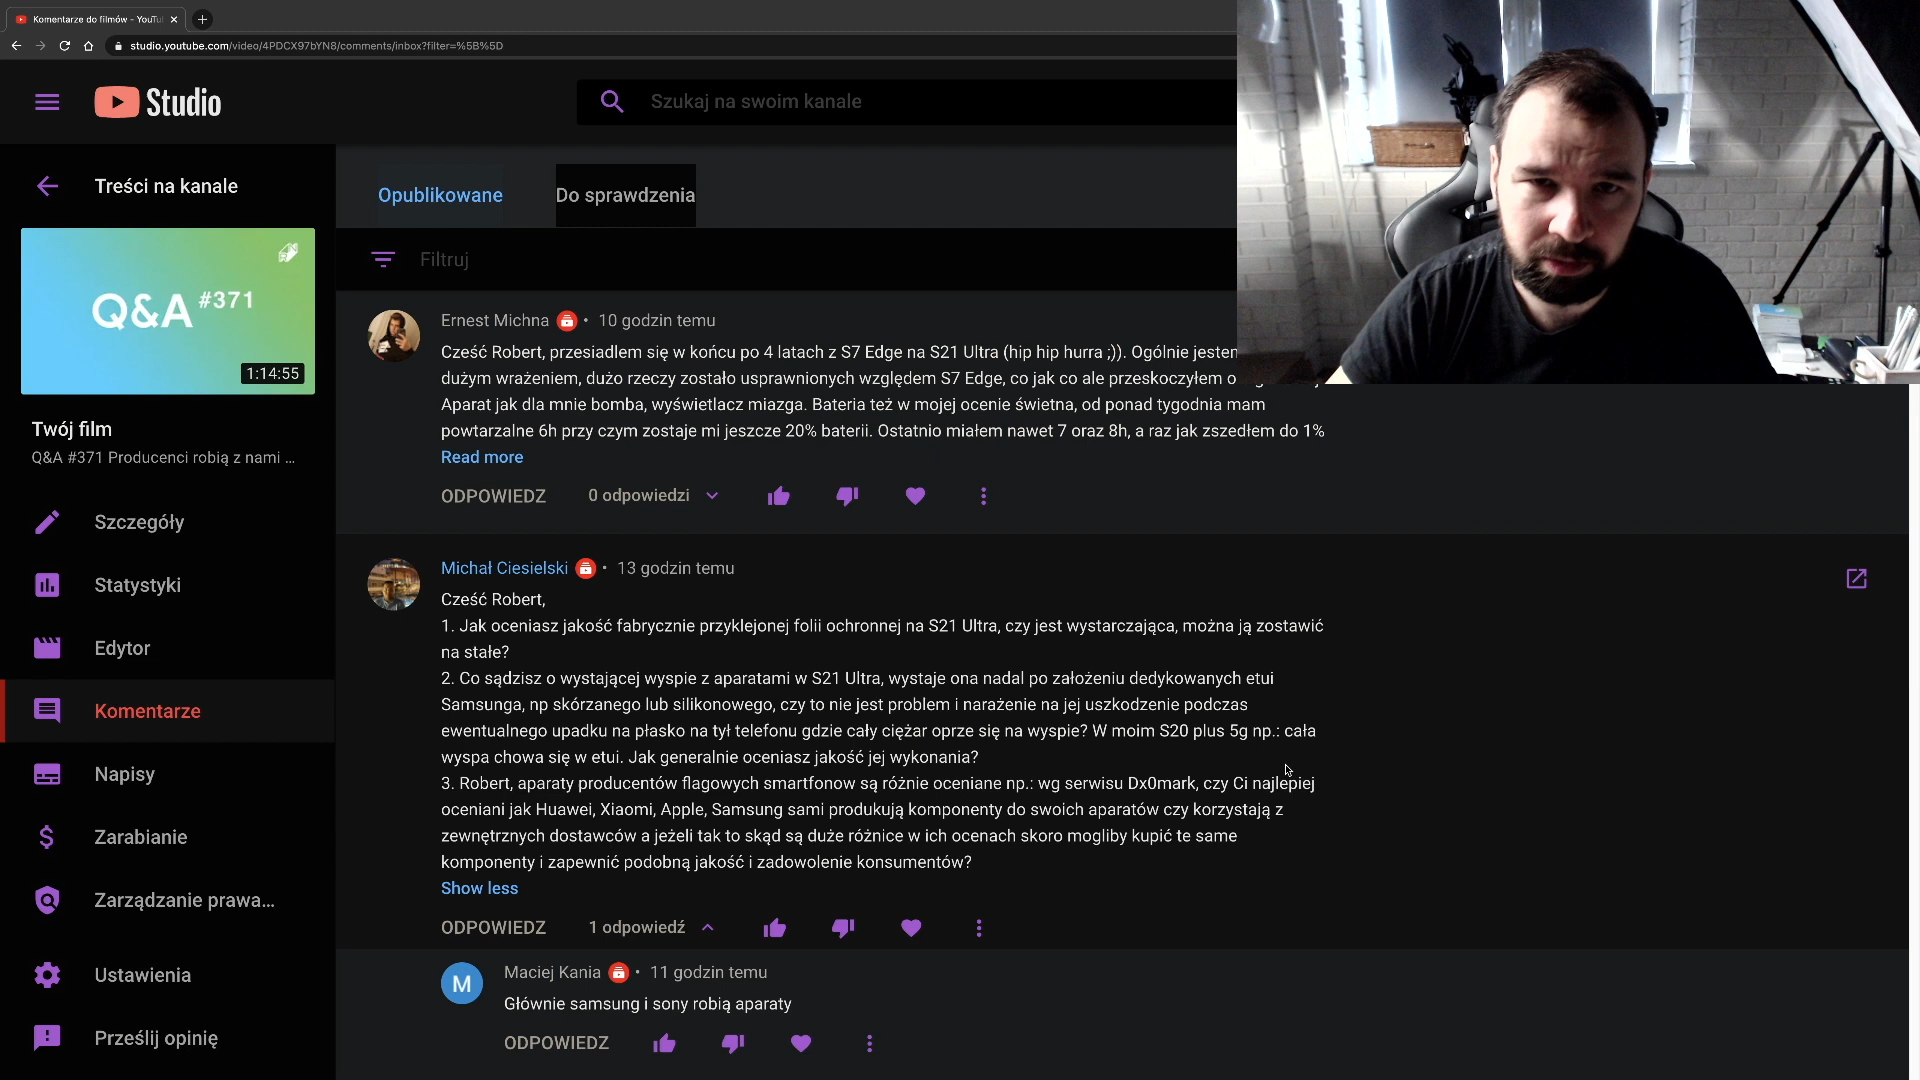 Komentarze do filmów - YouTu
studio.youtube.com/video/4PDCX97bYN8/comments/inbox?filter=%5B%5D
Studio
Szukaj na swoim kanale
Treści na kanale
Q&A #371
1:14:55
Twój film
Q&A #371 Producenci robią z nami ...
Szczegóły
Statystyki
Edytor
Komentarze
Napisy
Zarabianie
Zarządzanie prawa...
Ustawienia
Prześlij opinię
Opublikowane
Do sprawdzenia
Filtruj
Ernest Michna • 10 godzin temu
Cześć Robert, przesiadlem się w końcu po 4 latach z S7 Edge na S21 Ultra (hip hip hurra ;)). Ogólnie jestem
dużym wrażeniem, dużo rzeczy zostało usprawnionych względem S7 Edge, co jak co ale przeskoczyłem o
Aparat jak dla mnie bomba, wyświetlacz miazga. Bateria też w mojej ocenie świetna, od ponad tygodnia mam
powtarzalne 6h przy czym zostaje mi jeszcze 20% baterii. Ostatnio miałem nawet 7 oraz 8h, a raz jak zszedłem do 1%
Read more
ODPOWIEDZ 0 odpowiedzi
Michał Ciesielski • 13 godzin temu
Cześć Robert,
1. Jak oceniasz jakość fabrycznie przyklejonej folii ochronnej na S21 Ultra, czy jest wystarczająca, można ją zostawić
na stałe?
2. Co sądzisz o wystającej wyspie z aparatami w S21 Ultra, wystaje ona nadal po założeniu dedykowanych etui
Samsunga, np skórzanego lub silikonowego, czy to nie jest problem i narażenie na jej uszkodzenie podczas
ewentualnego upadku na płasko na tył telefonu gdzie cały ciężar oprze się na wyspie? W moim S20 plus 5g np.: cała
wyspa chowa się w etui. Jak generalnie oceniasz jakość jej wykonania?
3. Robert, aparaty producentów flagowych smartfonow są różnie oceniane np.: wg serwisu Dx0mark, czy Ci najlepiej
oceniani jak Huawei, Xiaomi, Apple, Samsung sami produkują komponenty do swoich aparatów czy korzystają z
zewnętrznych dostawców a jeżeli tak to skąd są duże różnice w ich ocenach skoro mogliby kupić te same
komponenty i zapewnić podobną jakość i zadowolenie konsumentów?
Show less
ODPOWIEDZ 1 odpowiedź
M
Maciej Kania • 11 godzin temu
Głównie samsung i sony robią aparaty
ODPOWIEDZ